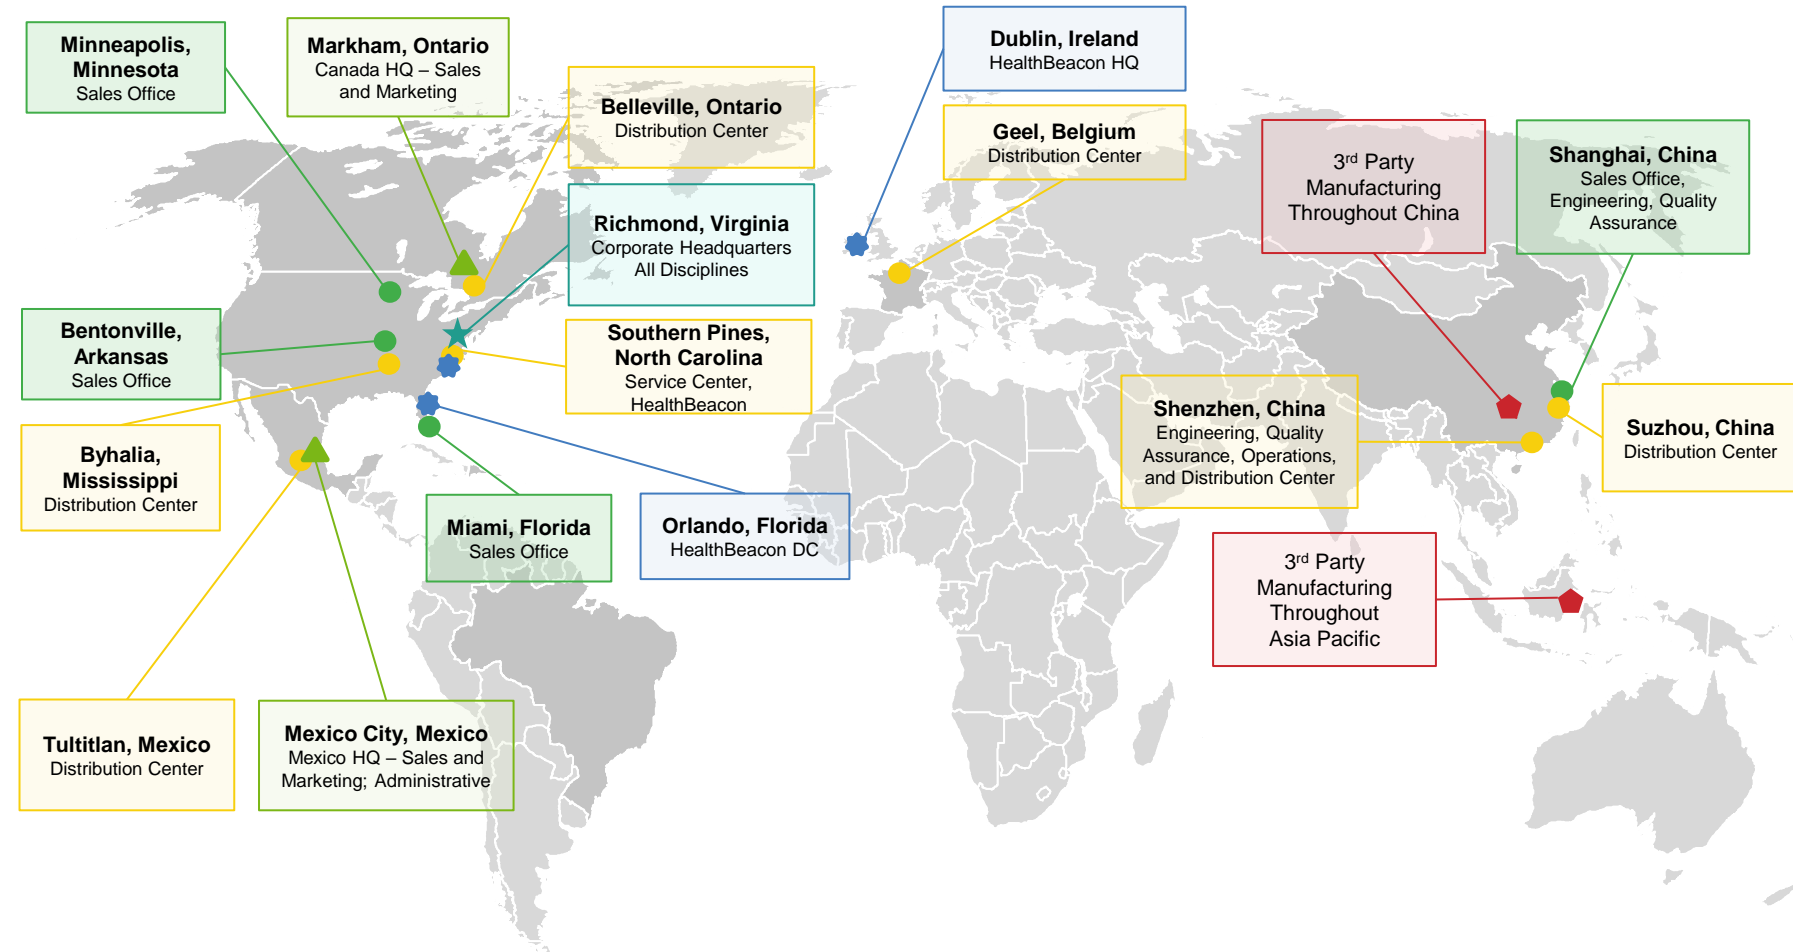 Minneapolis,
Minnesota
Sales Office
Markham, Ontario
Canada HQ – Sales
and Marketing
Belleville, Ontario
Distribution Center
Richmond, Virginia
Corporate Headquarters
All Disciplines
Southern Pines,
North Carolina
Service Center,
HealthBeacon
Bentonville,
Arkansas
Sales Office
Byhalia,
Mississippi
Distribution Center
Miami, Florida
Sales Office
Orlando, Florida
HealthBeacon DC
Tultitlan, Mexico
Distribution Center
Mexico City, Mexico
Mexico HQ – Sales and
Marketing; Administrative
Dublin, Ireland
HealthBeacon HQ
Geel, Belgium
Distribution Center
3rd Party
Manufacturing
Throughout China
Shanghai, China
Sales Office,
Engineering, Quality
Assurance
Shenzhen, China
Engineering, Quality
Assurance, Operations,
and Distribution Center
Suzhou, China
Distribution Center
3rd Party
Manufacturing
Throughout
Asia Pacific